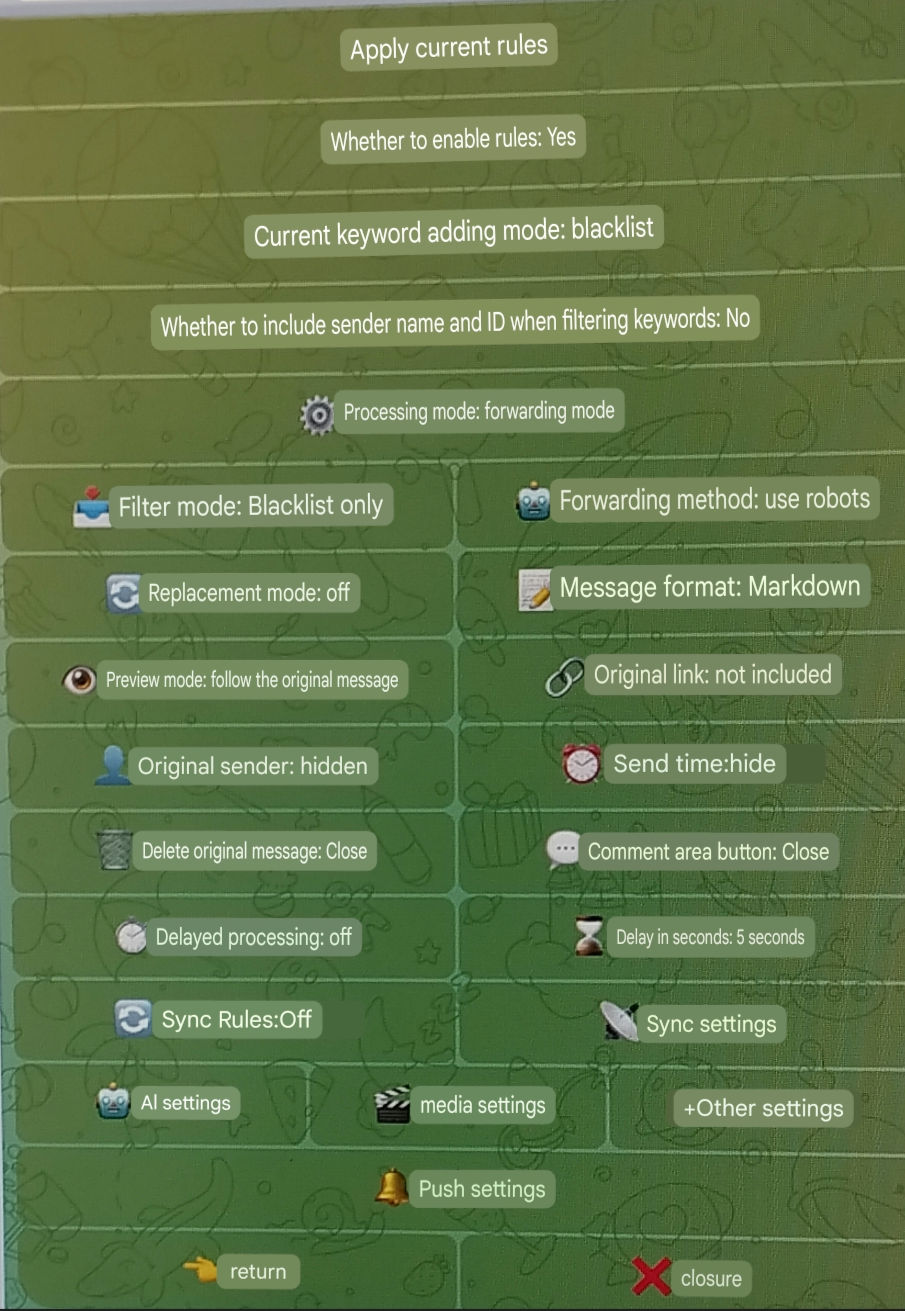 Apply current rules
Whether to enable rules: Yes
Current keyword adding mode: blacklist
Whether to include sender name and ID when filtering keywords: No
Processing mode: forwarding mode
Filter mode: Blacklist only
Forwarding method: use robots
Replacement mode: off
Message format: Markdown
Preview mode: follow the original message
Original link: not included
Original sender: hidden
Send time:hide
Delete original message: Close
Comment area button: Close
Delayed processing: off
Delay in seconds: 5 seconds
Sync Rules:Off
Sync settings
AI settings
media settings
+Other settings
Push settings
return
closure